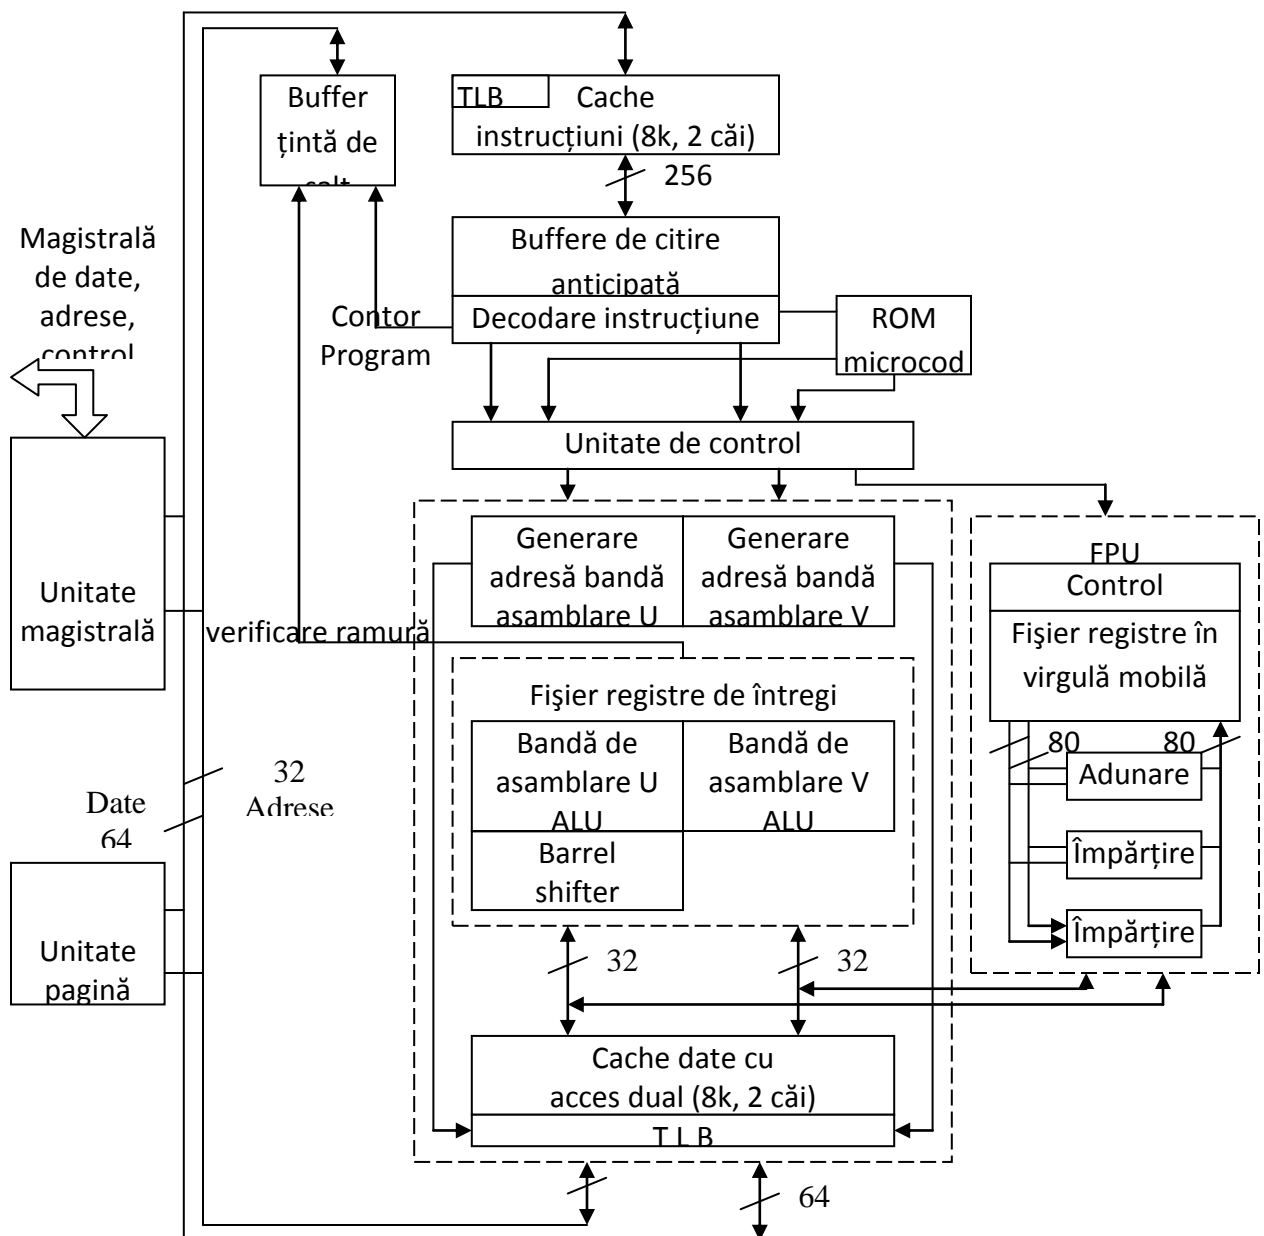 Buffer
țintă de
salt
TLB
Cache
instrucțiuni (8k, 2 căi)
256
Magistrală
de date,
adrese,
control
Buffere de citire
anticipată
Decodare instrucțiune
ROM
microcod
Contor
Program
Unitate de control
Unitate
magistrală
Generare
adresă bandă
asamblare U
Generare
adresă bandă
asamblare V
FPU
Control
Fişier registre în
virgulă mobilă
verificare ramură
Fişier registre de întregi
Bandă de
asamblare U
ALU
Bandă de
asamblare V
ALU
Barrel
shifter
80
80
Adunare
Împărțire
Împărțire
32
Adrese
Date
64
Unitate
pagină
32
32
Cache date cu
acces dual (8k, 2 căi)
T L B
64